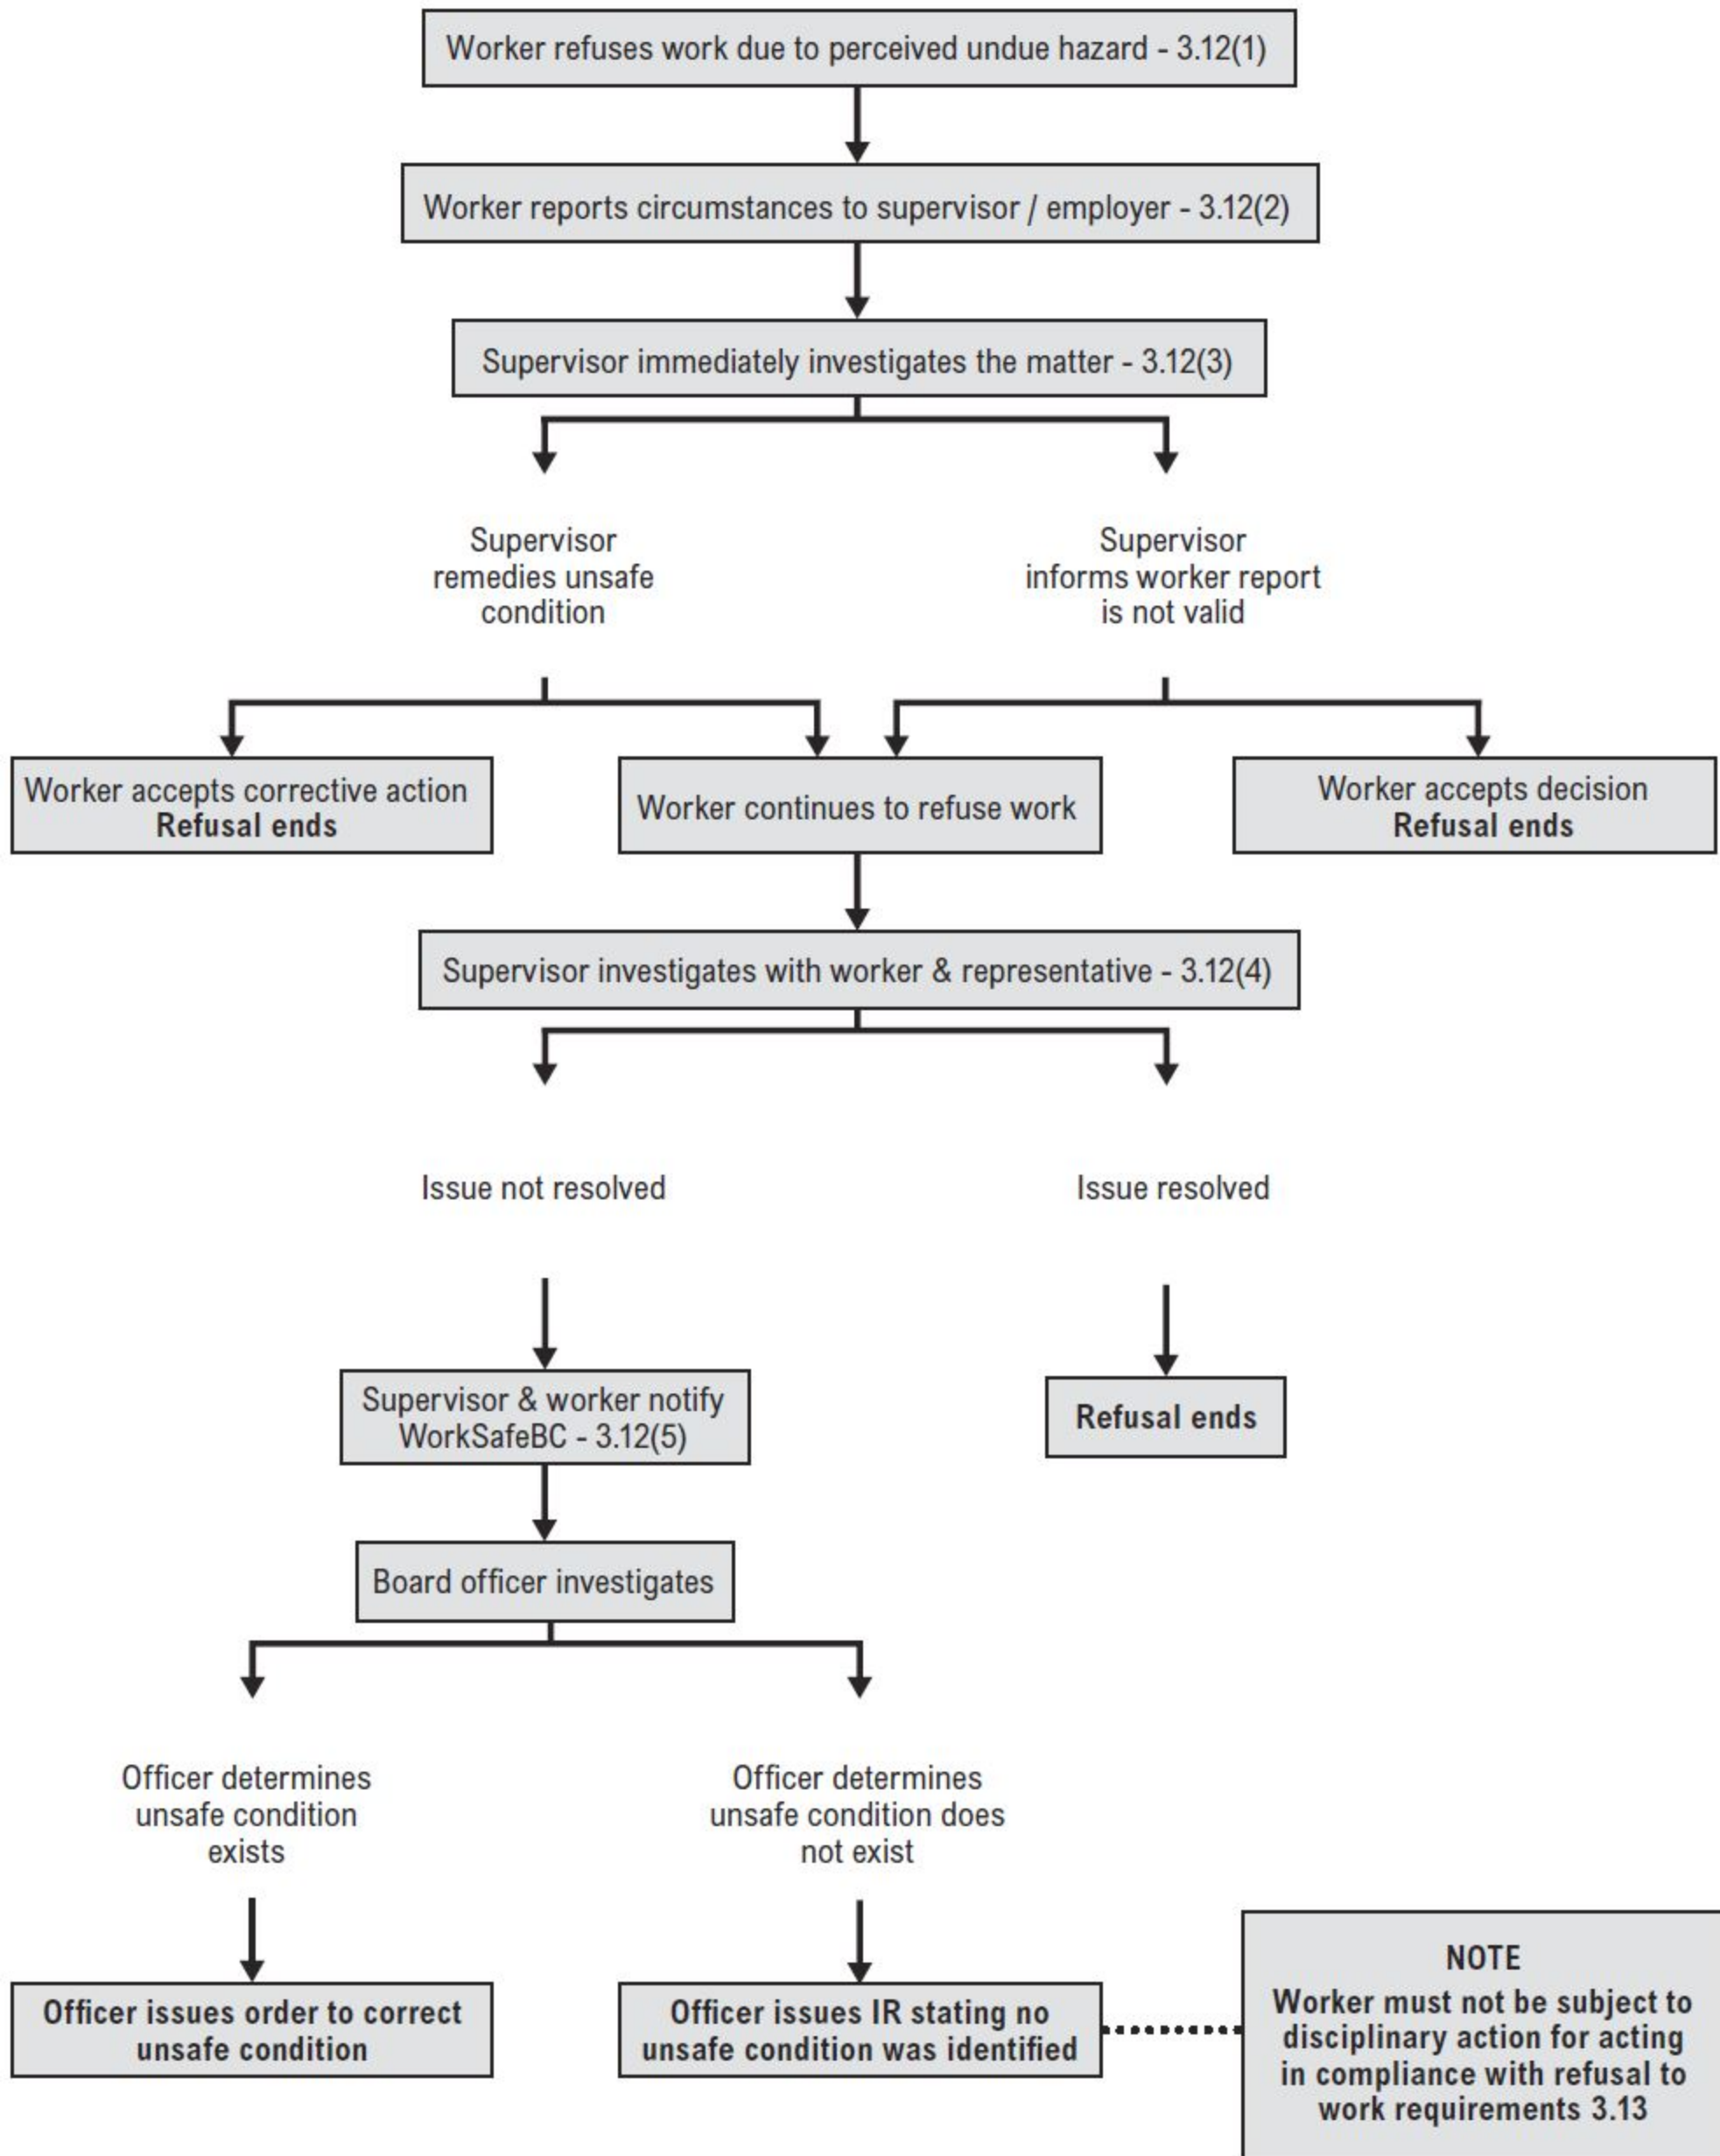 Worker refuses work due to perceived undue hazard - 3.12(1)
Worker reports circumstances to supervisor / employer - 3.12(2)
Supervisor immediately investigates the matter - 3.12(3)
Supervisor
remedies unsafe
condition
Supervisor
informs worker report
is not valid
Worker accepts corrective action
Refusal ends
Worker continues to refuse work
Worker accepts decision
Refusal ends
Supervisor investigates with worker & representative - 3.12(4)
Issue not resolved
Issue resolved
Supervisor & worker notify
WorkSafeBC - 3.12(5)
Refusal ends
Board officer investigates
Officer determines
unsafe condition
exists
Officer determines
unsafe condition does
not exist
Officer issues order to correct
unsafe condition
Officer issues IR stating no
unsafe condition was identified
NOTE
Worker must not be subject to
disciplinary action for acting
in compliance with refusal to
work requirements 3.13